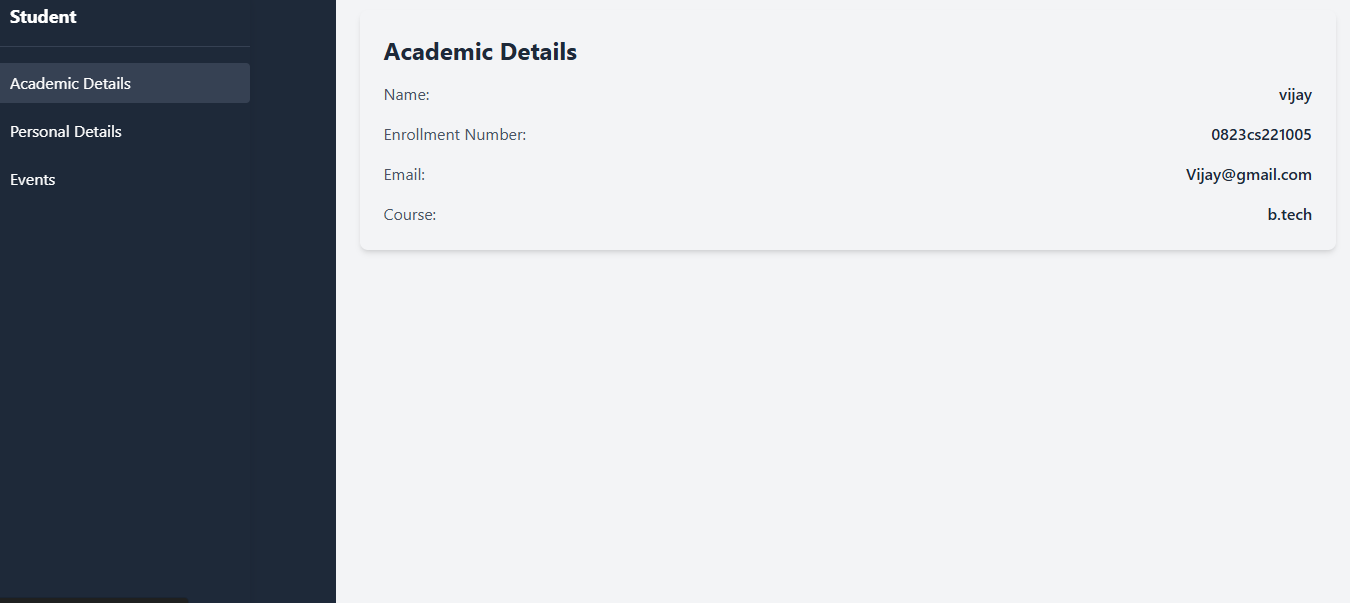 Student
Academic Details
Personal Details
Events
Academic Details
Name: vijay
Enrollment Number: 0823cs221005
Email: Vijay@gmail.com
Course: b.tech